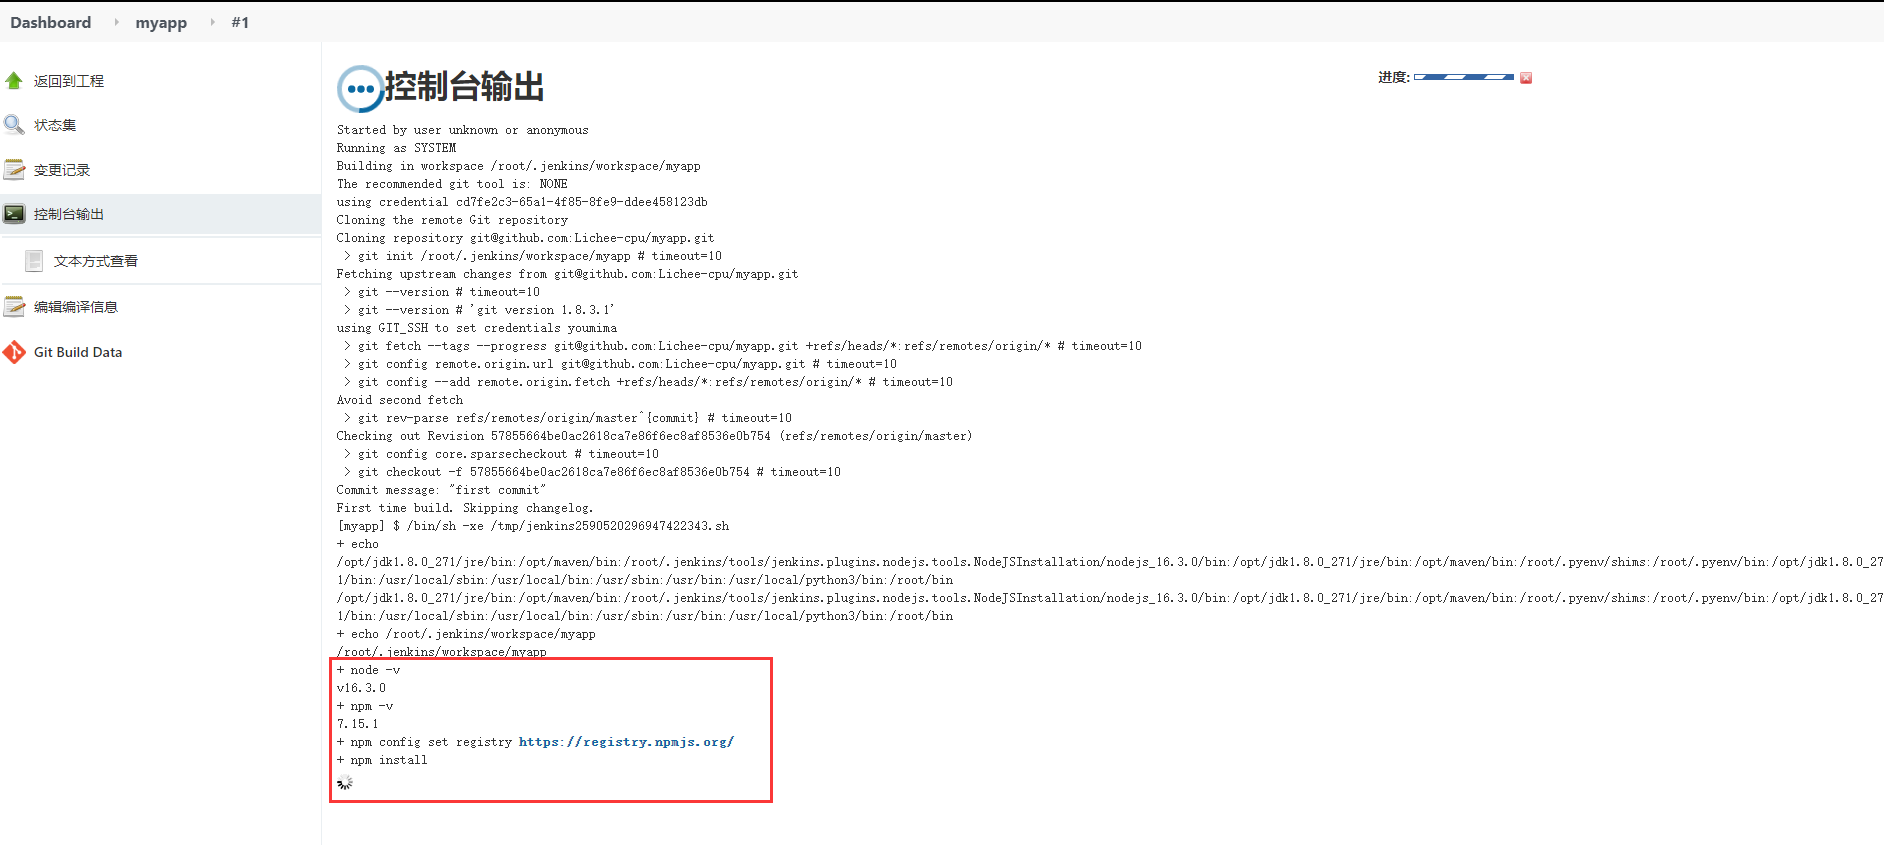 Dashboard
myapp
#1
返回到工程
状态集
变更记录
控制台输出
文本方式查看
编辑编译信息
Git Build Data
控制台输出
进度:
Started by user unknown or anonymous
Running as SYSTEM
Building in workspace /root/.jenkins/workspace/myapp
The recommended git tool is: NONE
using credential cd7fe2c3-65a1-4f85-8fe9-ddee458123db
Cloning the remote Git repository
Cloning repository git@github.com:Lichee-cpu/myapp.git
> git init /root/.jenkins/workspace/myapp # timeout=10
Fetching upstream changes from git@github.com:Lichee-cpu/myapp.git
> git --version # timeout=10
> git --version # 'git version 1.8.3.1'
using GIT_SSH to set credentials youmima
> git fetch --tags --progress git@github.com:Lichee-cpu/myapp.git +refs/heads/*:refs/remotes/origin/* # timeout=10
> git config remote.origin.url git@github.com:Lichee-cpu/myapp.git # timeout=10
> git config --add remote.origin.fetch +refs/heads/*:refs/remotes/origin/* # timeout=10
Avoid second fetch
> git rev-parse refs/remotes/origin/master^{commit} # timeout=10
Checking out Revision 57855664be0ac2618ca7e86f6ec8af8536e0b754 (refs/remotes/origin/master)
> git config core.sparsecheckout # timeout=10
> git checkout -f 57855664be0ac2618ca7e86f6ec8af8536e0b754 # timeout=10
Commit message: "first commit"
First time build. Skipping changelog.
[myapp] $ /bin/sh -xe /tmp/jenkins2590520296947422343.sh
+ echo
/opt/jdk1.8.0_271/jre/bin:/opt/maven/bin:/root/.jenkins/tools/jenkins.plugins.nodejs.tools.NodeJSInstallation/nodejs_16.3.0/bin:/opt/jdk1.8.0_271/jre/bin:/opt/maven/bin:/root/.pyenv/shims:/root/.pyenv/bin:/opt/jdk1.8.0_27
1/bin:/usr/local/sbin:/usr/local/bin:/usr/sbin:/usr/bin:/usr/local/python3/bin:/root/bin
/opt/jdk1.8.0_271/jre/bin:/opt/maven/bin:/root/.jenkins/tools/jenkins.plugins.nodejs.tools.NodeJSInstallation/nodejs_16.3.0/bin:/opt/jdk1.8.0_271/jre/bin:/opt/maven/bin:/root/.pyenv/shims:/root/.pyenv/bin:/opt/jdk1.8.0_27
1/bin:/usr/local/sbin:/usr/local/bin:/usr/sbin:/usr/bin:/usr/local/python3/bin:/root/bin
+ echo /root/.jenkins/workspace/myapp
/root/.jenkins/workspace/myapp
+ node -v
v16.3.0
+ npm -v
7.15.1
+ npm config set registry https://registry.npmjs.org/
+ npm install